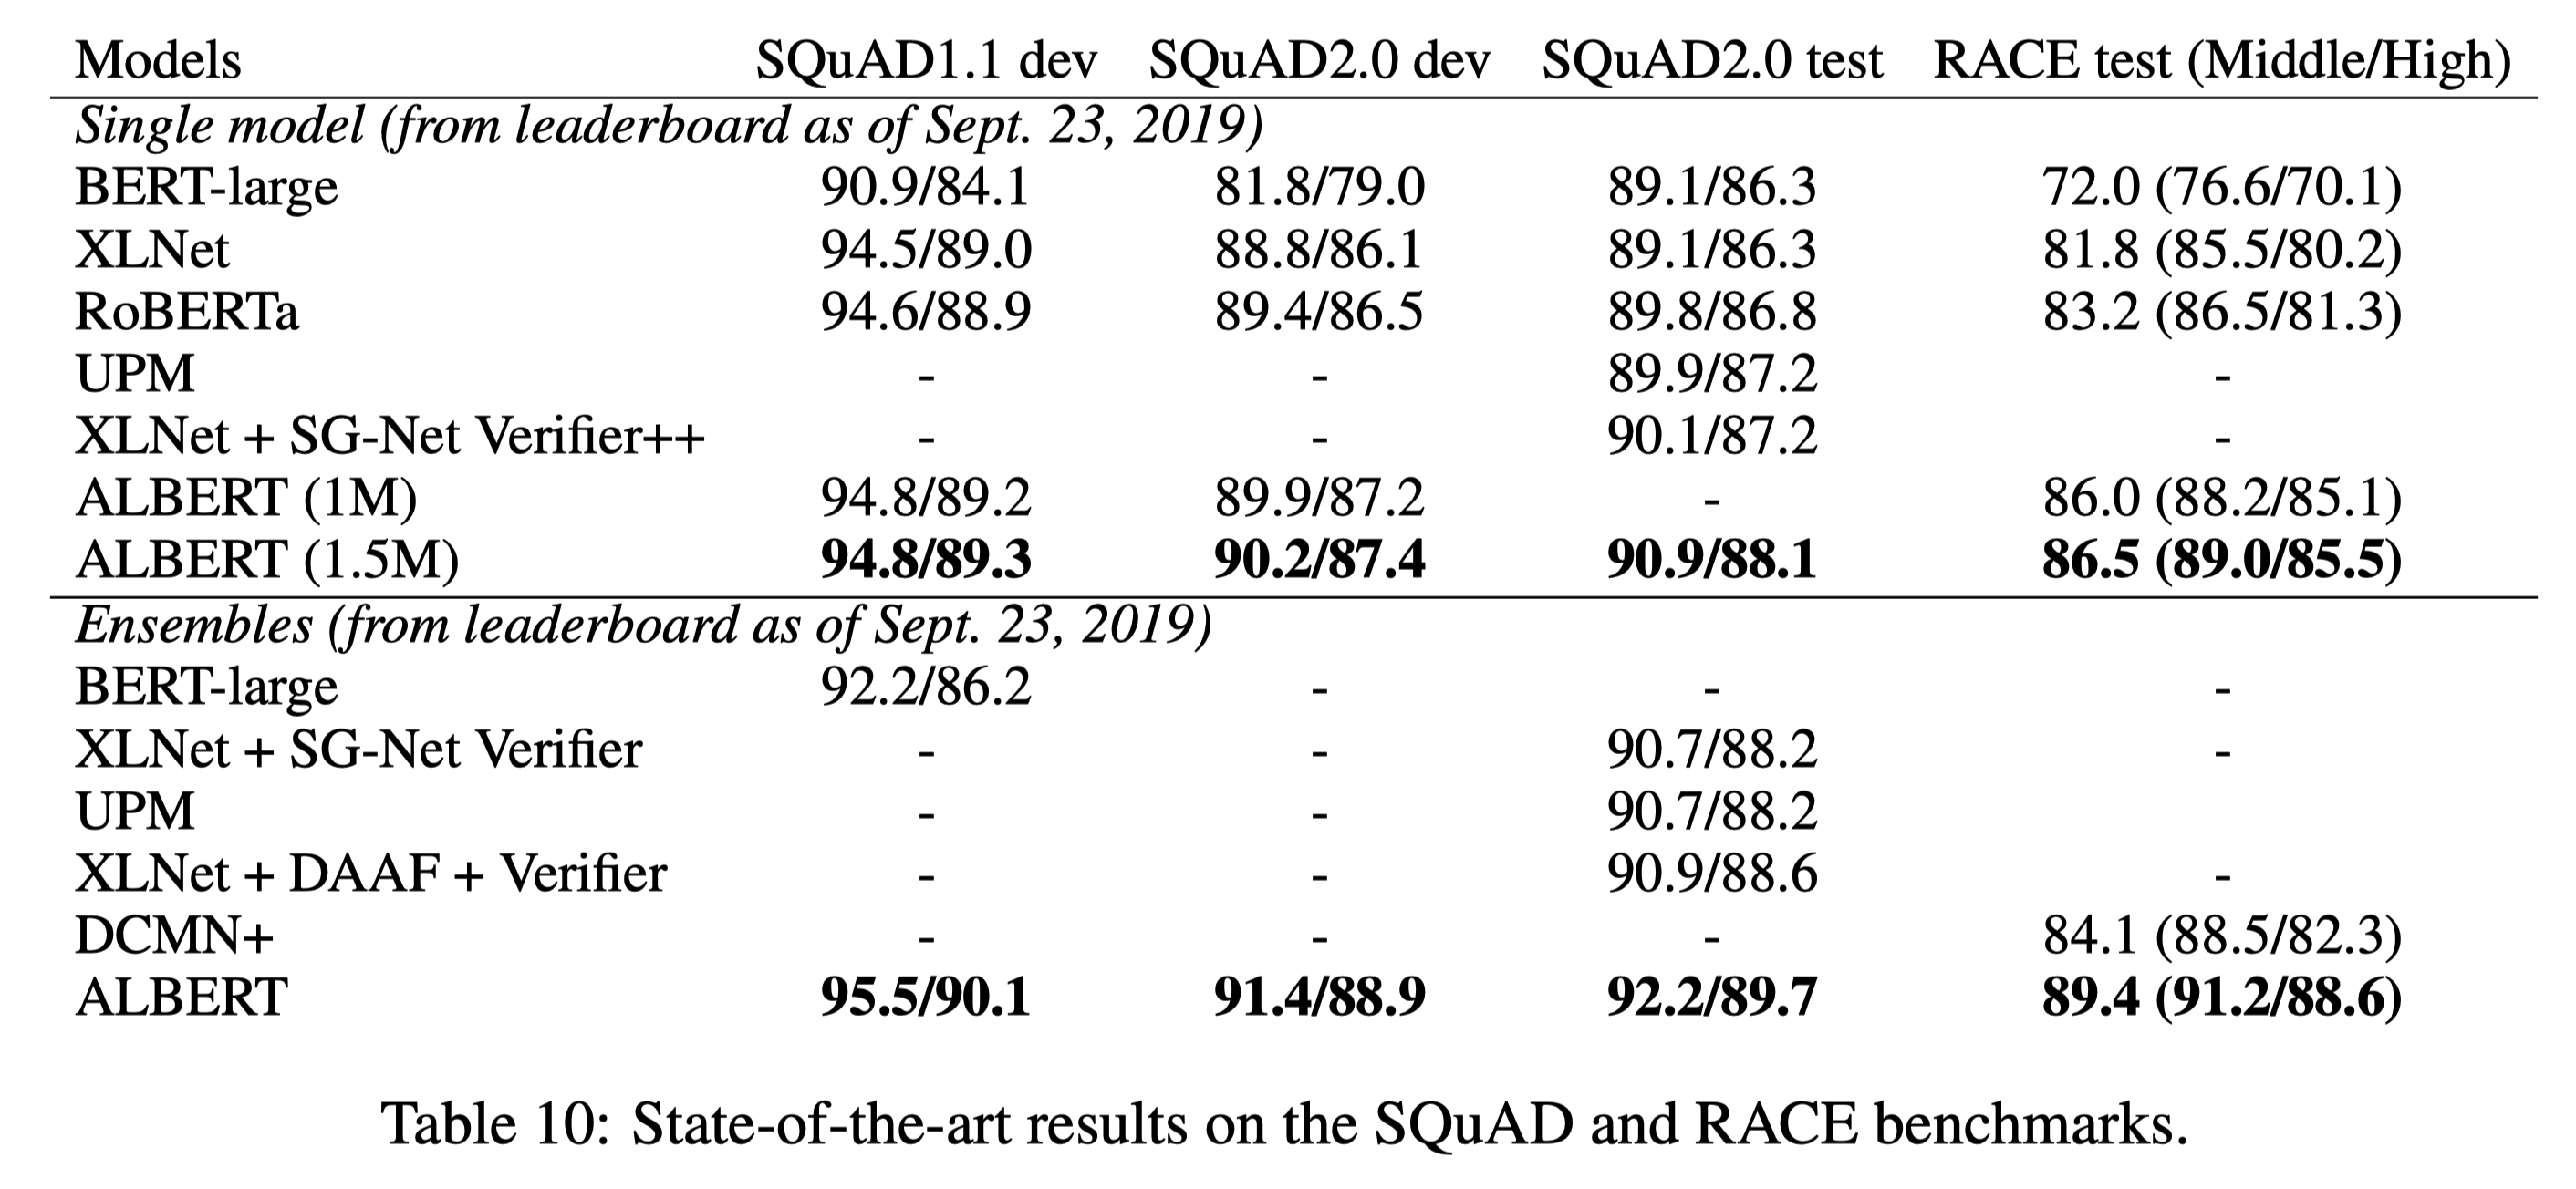 Models SQuAD1.1 dev SQuAD2.0 dev SQuAD2.0 test RACE test (Middle/High)
Single model (from leaderboard as of Sept. 23, 2019)
BERT-large 90.9/84.1 81.8/79.0 89.1/86.3 72.0 (76.6/70.1)
XLNet 94.5/89.0 88.8/86.1 89.1/86.3 81.8 (85.5/80.2)
RoBERTa 94.6/88.9 89.4/86.5 89.8/86.8 83.2 (86.5/81.3)
UPM - - 89.9/87.2 -
XLNet + SG-Net Verifier++ - - 90.1/87.2 -
ALBERT (1M) 94.8/89.2 89.9/87.2 - 86.0 (88.2/85.1)
ALBERT (1.5M) 94.8/89.3 90.2/87.4 90.9/88.1 86.5 (89.0/85.5)
Ensembles (from leaderboard as of Sept. 23, 2019)
BERT-large 92.2/86.2 - - -
XLNet + SG-Net Verifier - - 90.7/88.2 -
UPM - - 90.7/88.2
XLNet + DAAF + Verifier - - 90.9/88.6 -
DCMN+ - - - 84.1 (88.5/82.3)
ALBERT 95.5/90.1 91.4/88.9 92.2/89.7 89.4 (91.2/88.6)
Table 10: State-of-the-art results on the SQuAD and RACE benchmarks.